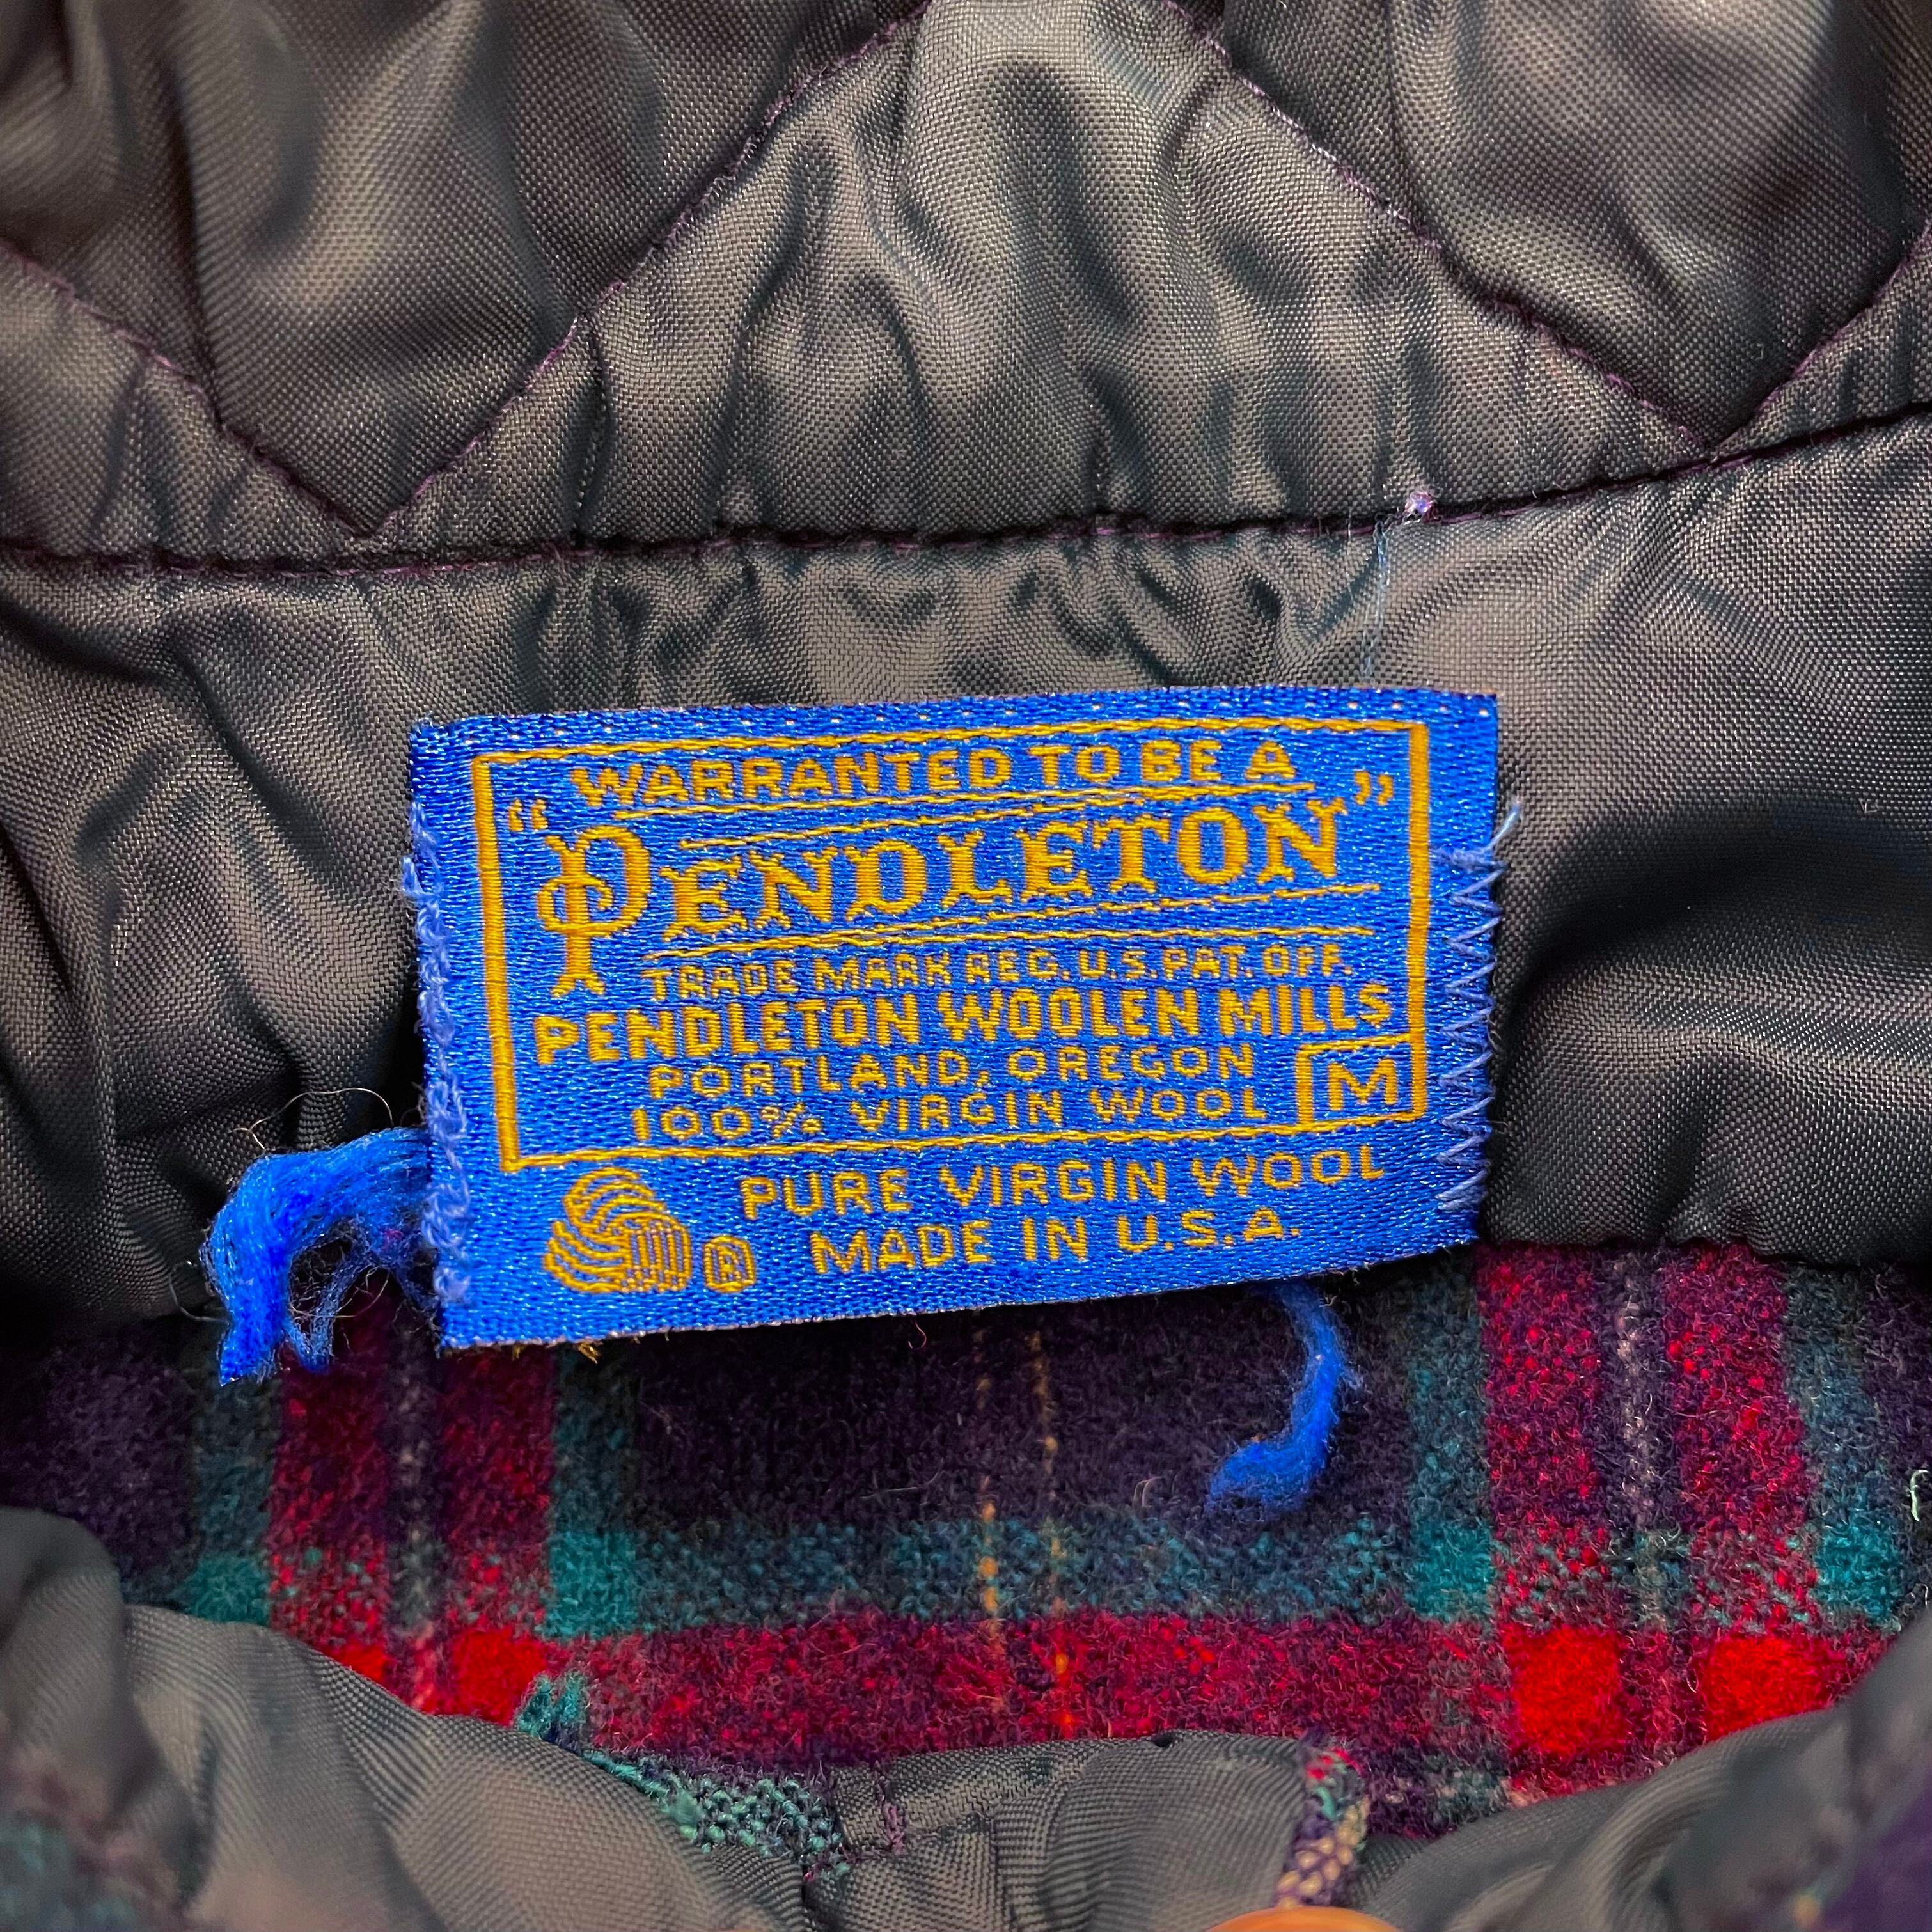 WARRANTED TO BE A
"PENDLETON"
TRADE MARK REG. U.S. PAT. OFF.
PENDLETON WOOLEN MILLS
PORTLAND, OREGON
100% VIRGIN WOOL M
PURE VIRGIN WOOL
® MADE IN U.S.A.